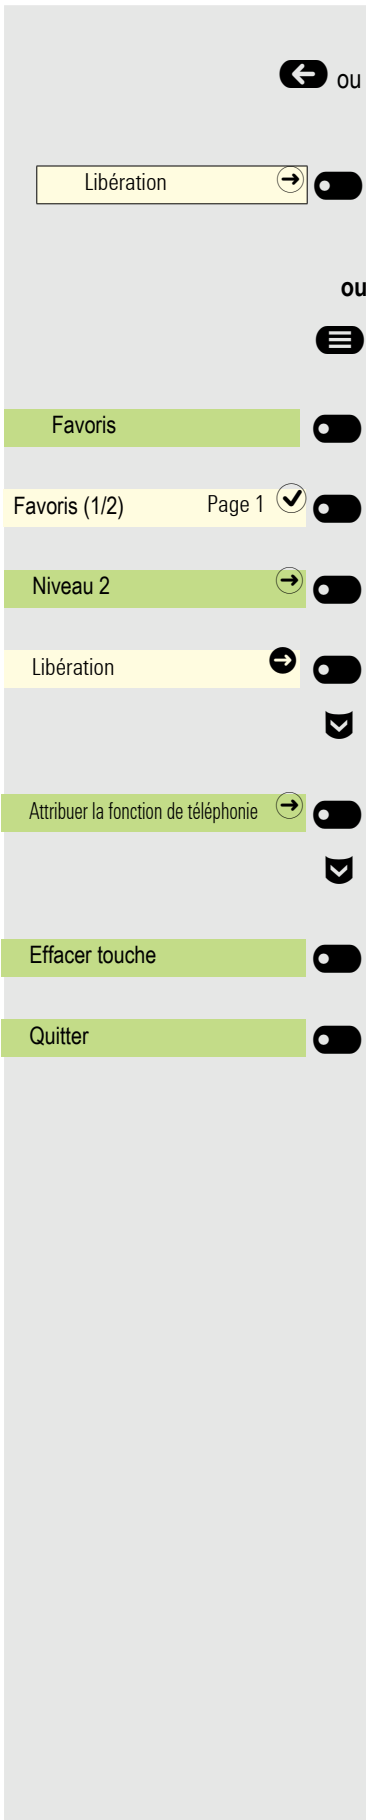 ou
Libération
ou
Favoris
Favoris (1/2) Page 1
Niveau 2
Libération
Attribuer la fonction de téléphonie
Effacer touche
Quitter